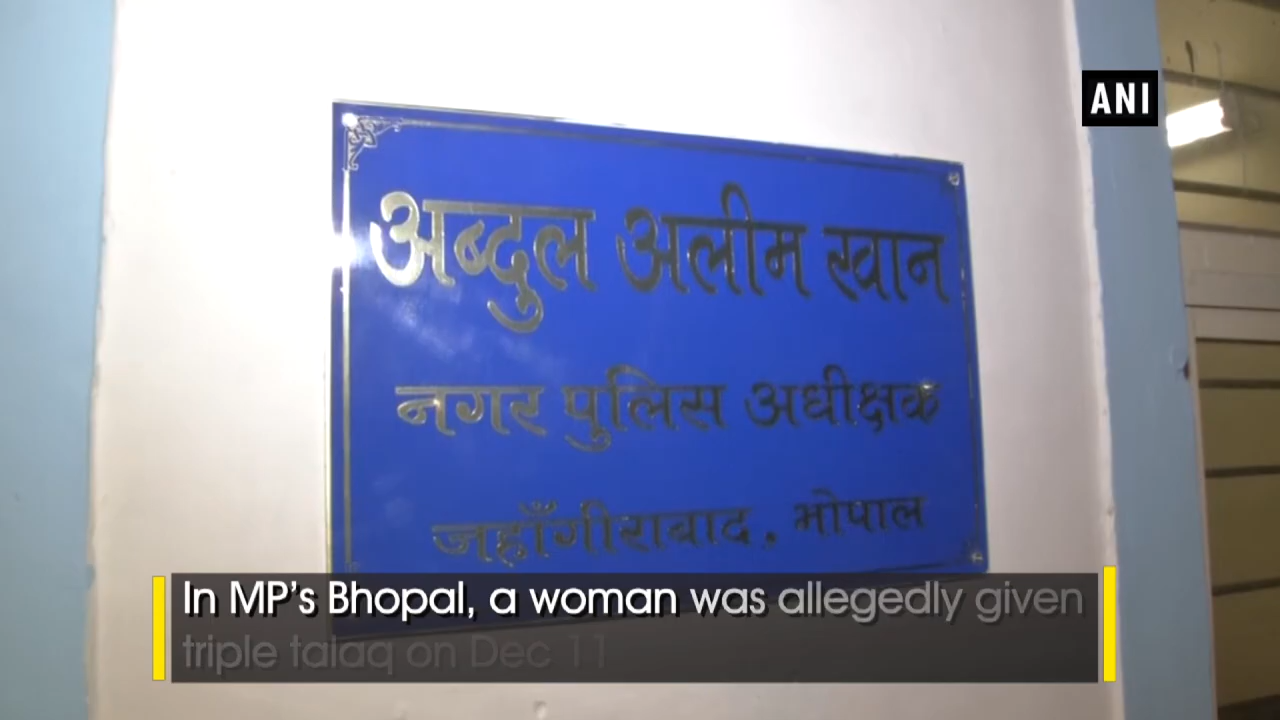 ANI
अब्दुल अलीम खान
नगर पुलिस अधीक्षक
जहाँगीराबाद. भोपाल
In MP's Bhopal, a woman was allegedly given
triple talaq on Dec 11